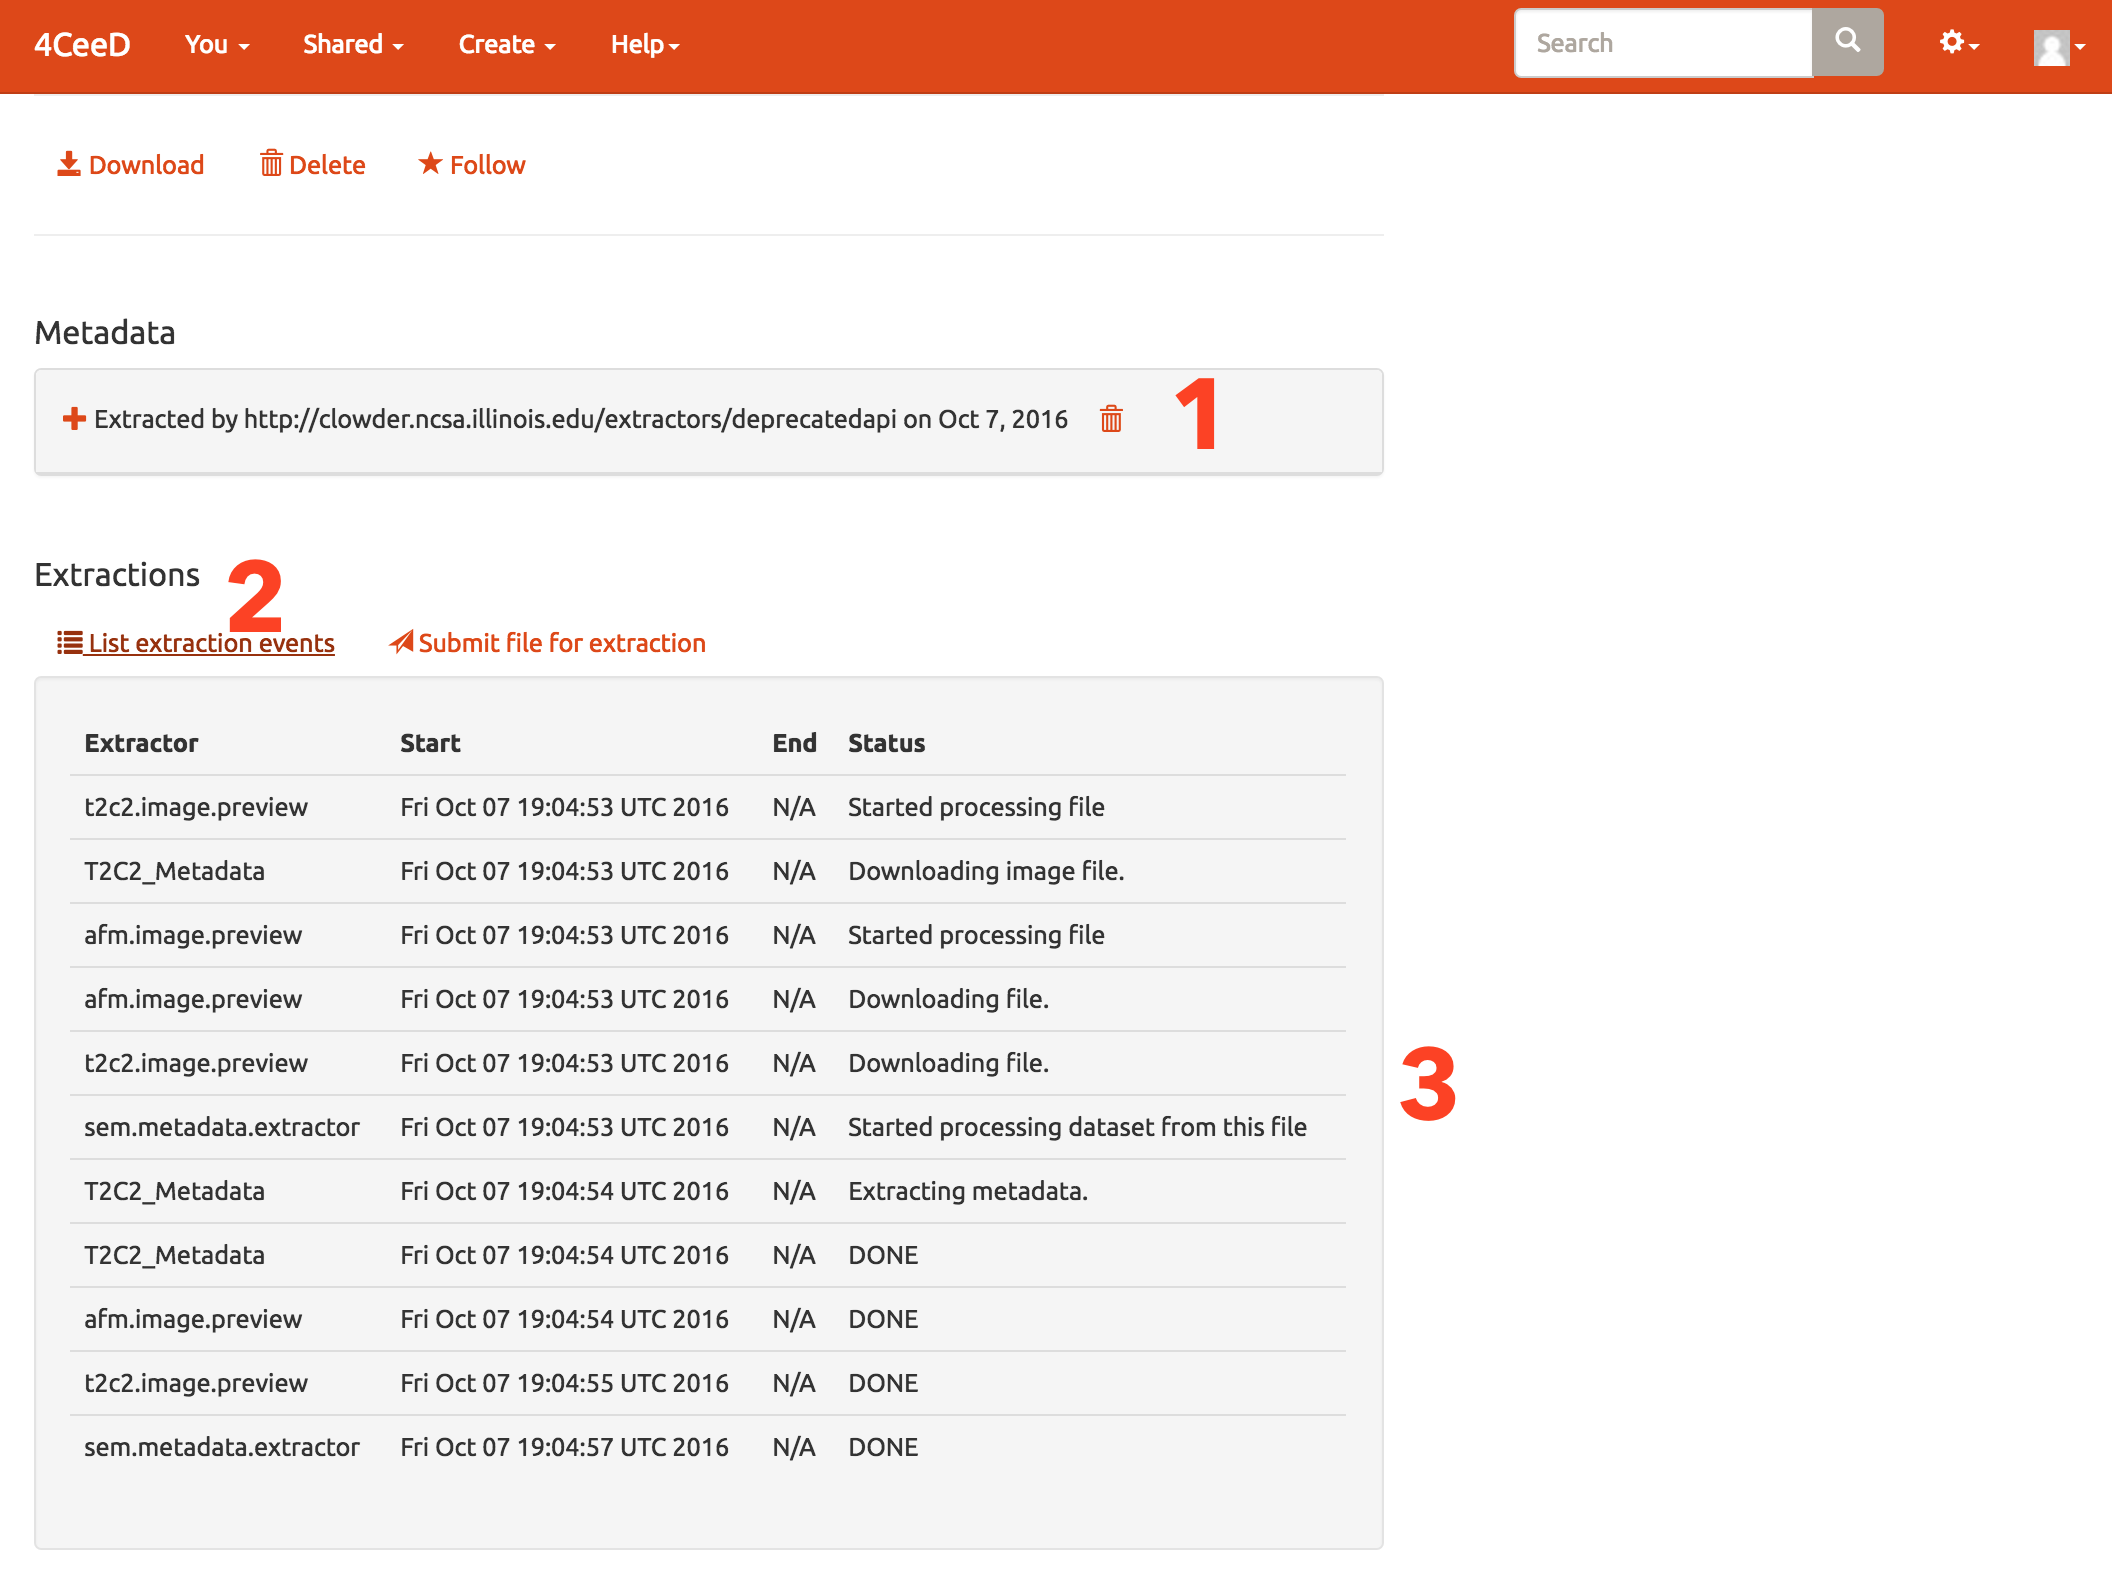 4CeeD You Shared Create Help Search
Download Delete Follow
Metadata
Extracted by http://clowder.ncsa.illinois.edu/extractors/deprecatedapi on Oct 7, 2016 1
Extractions 2
List extraction events Submit file for extraction
Extractor Start End Status
t2c2.image.preview Fri Oct 07 19:04:53 UTC 2016 N/A Started processing file
T2C2_Metadata Fri Oct 07 19:04:53 UTC 2016 N/A Downloading image file.
afm.image.preview Fri Oct 07 19:04:53 UTC 2016 N/A Started processing file
afm.image.preview Fri Oct 07 19:04:53 UTC 2016 N/A Downloading file.
t2c2.image.preview Fri Oct 07 19:04:53 UTC 2016 N/A Downloading file.
3
sem.metadata.extractor Fri Oct 07 19:04:53 UTC 2016 N/A Started processing dataset from this file
T2C2_Metadata Fri Oct 07 19:04:54 UTC 2016 N/A Extracting metadata.
T2C2_Metadata Fri Oct 07 19:04:54 UTC 2016 N/A DONE
afm.image.preview Fri Oct 07 19:04:54 UTC 2016 N/A DONE
t2c2.image.preview Fri Oct 07 19:04:55 UTC 2016 N/A DONE
sem.metadata.extractor Fri Oct 07 19:04:57 UTC 2016 N/A DONE